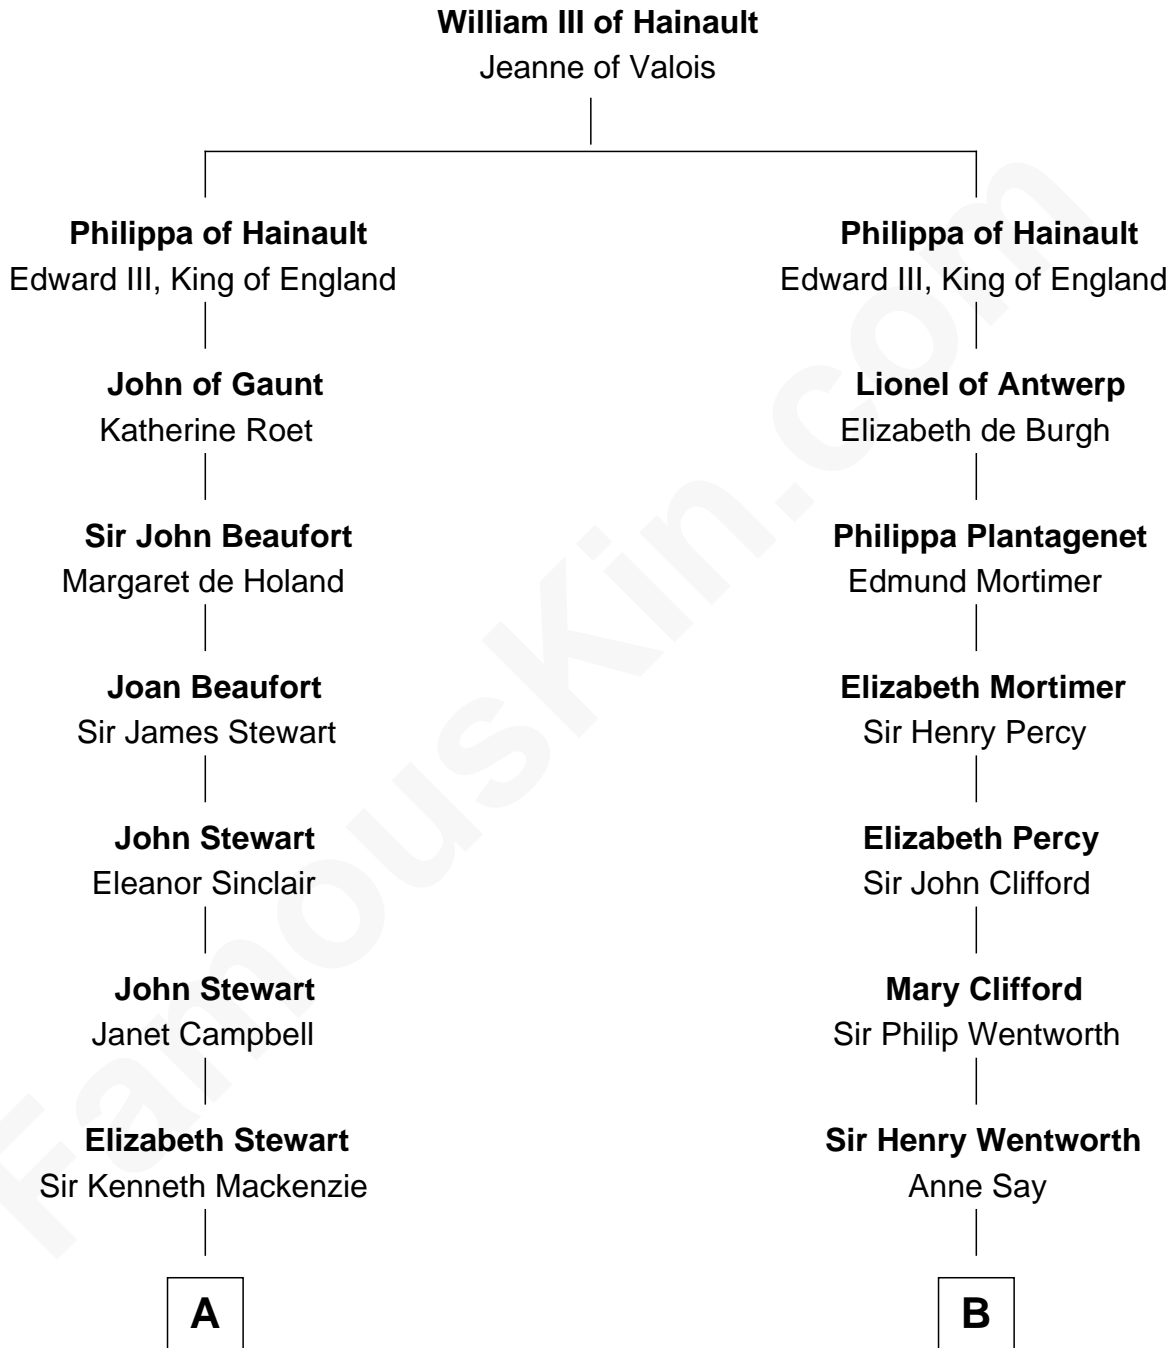 William III of Hainault
Jeanne of Valois
Philippa of Hainault
Edward III, King of England
John of Gaunt
Katherine Roet
Sir John Beaufort
Margaret de Holand
Joan Beaufort
Sir James Stewart
John Stewart
Eleanor Sinclair
John Stewart
Janet Campbell
Elizabeth Stewart
Sir Kenneth Mackenzie
A
Philippa of Hainault
Edward III, King of England
Lionel of Antwerp
Elizabeth de Burgh
Philippa Plantagenet
Edmund Mortimer
Elizabeth Mortimer
Sir Henry Percy
Elizabeth Percy
Sir John Clifford
Mary Clifford
Sir Philip Wentworth
Sir Henry Wentworth
Anne Say
B
FamousKin.com